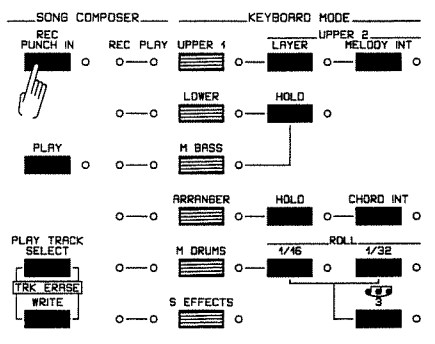 SONG COMPOSER KEYBOARD MODE
REC
PUNCH IN
REC PLAY
UPPER 1
UPPER 2
LAYER
MELODY INT
LOWER
HOLD
PLAY
M BASS
ARRANGER
HOLD
CHORD INT
PLAY TRACK
SELECT
M DRUMS
ROLL
1/16
1/32
TRK ERASE
WRITE
S EFFECTS
3